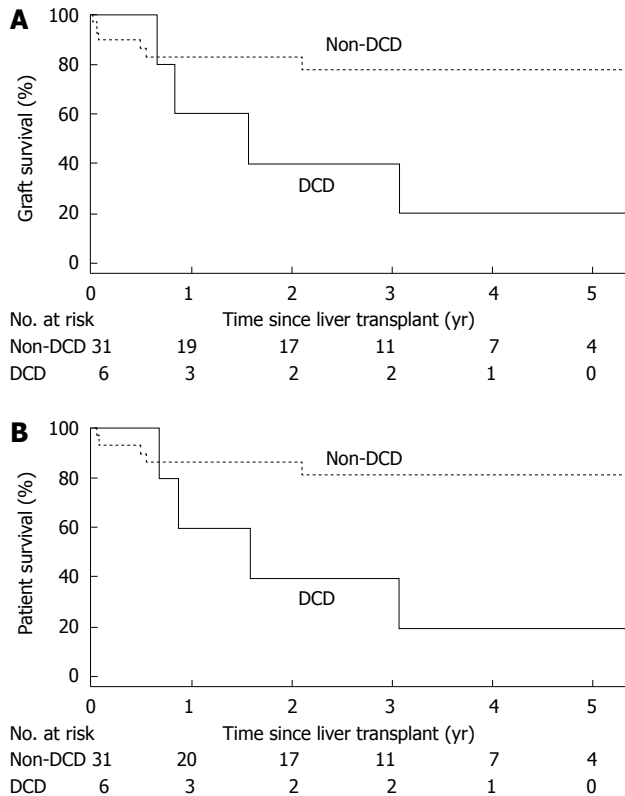 A
100
80
60
40
20
0
Graft survival (%)
Non-DCD
DCD
0 1 2 3 4 5
No. at risk Time since liver transplant (yr)
Non-DCD 31 19 17 11 7 4
DCD 6 3 2 2 1 0
B
100
80
60
40
20
0
Patient survival (%)
Non-DCD
DCD
0 1 2 3 4 5
No. at risk Time since liver transplant (yr)
Non-DCD 31 20 17 11 7 4
DCD 6 3 2 2 1 0